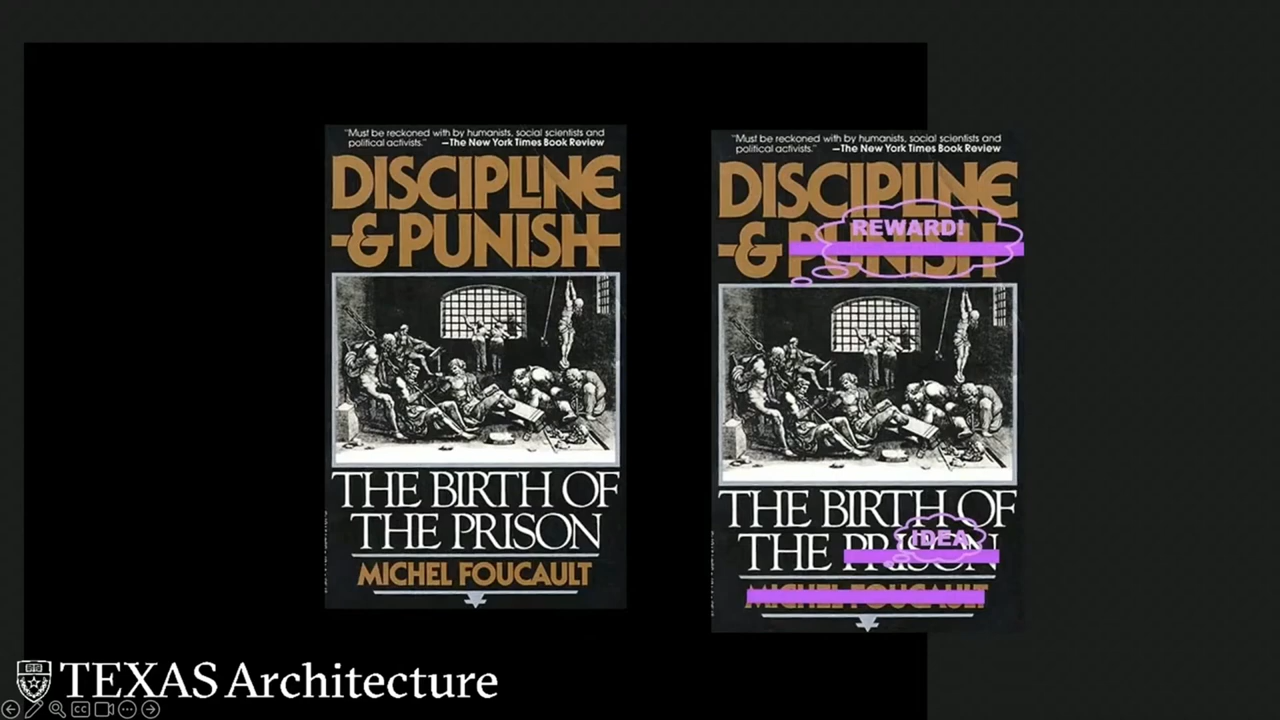 "Must be reckoned with by humanists, social scientists and
political activists." —The New York Times Book Review
DISCIPLINE
-&PUNISH-
THE BIRTH OF
THE PRISON
MICHEL FOUCAULT
"Must be reckoned with by humanists, social scientists and
political activists." —The New York Times Book Review
DISCIPLINE
REWARD!
-& PUNISH
THE BIRTH OF
IDEA
THE PRISON
MICHEL FOUCAULT
TEXAS Architecture
CC